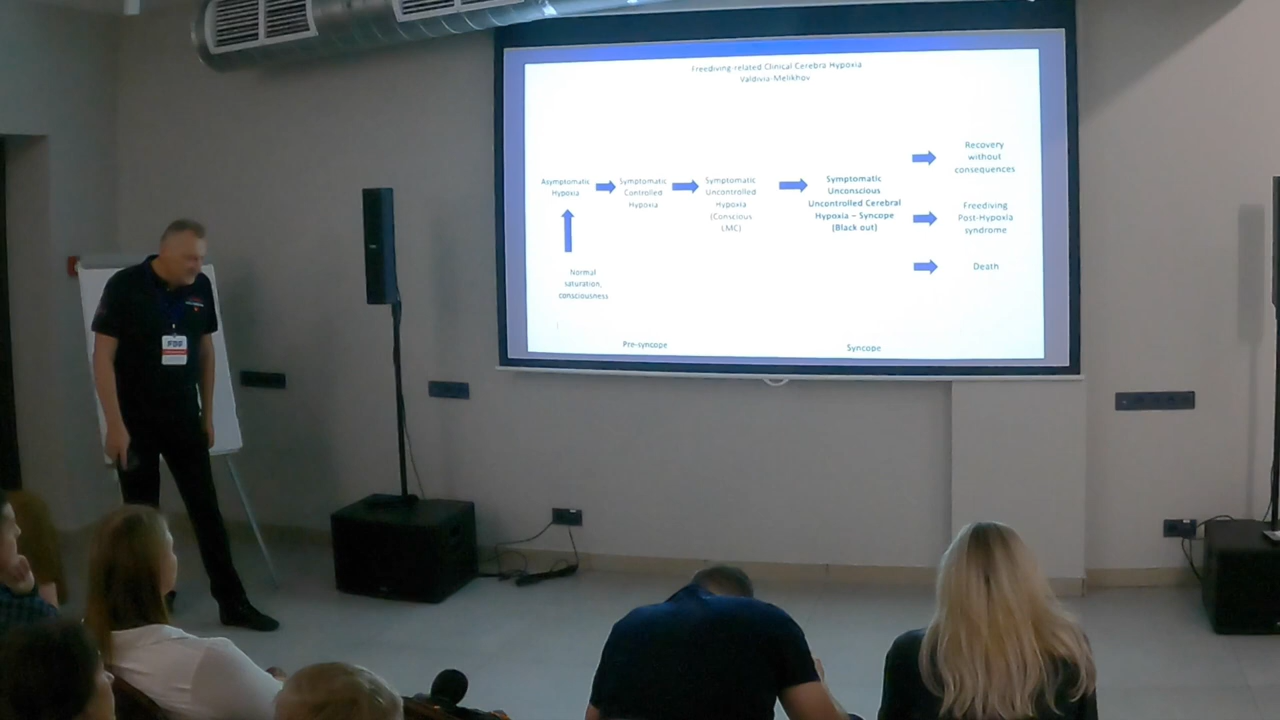 Freediving-related Clinical Cerebra Hypoxia
Valdivia-Melikhov
Asymptomatic
Hypoxia
Symptomatic
Controlled
Hypoxia
Symptomatic
Uncontrolled
Hypoxia
(Conscious
LMC)
Symptomatic
Unconscious
Uncontrolled Cerebral
Hypoxia – Syncope
(Black out)
Recovery
without
consequences
Freediving
Post-Hypoxia
syndrome
Death
Normal
saturation,
consciousness
Pre-syncope
Syncope